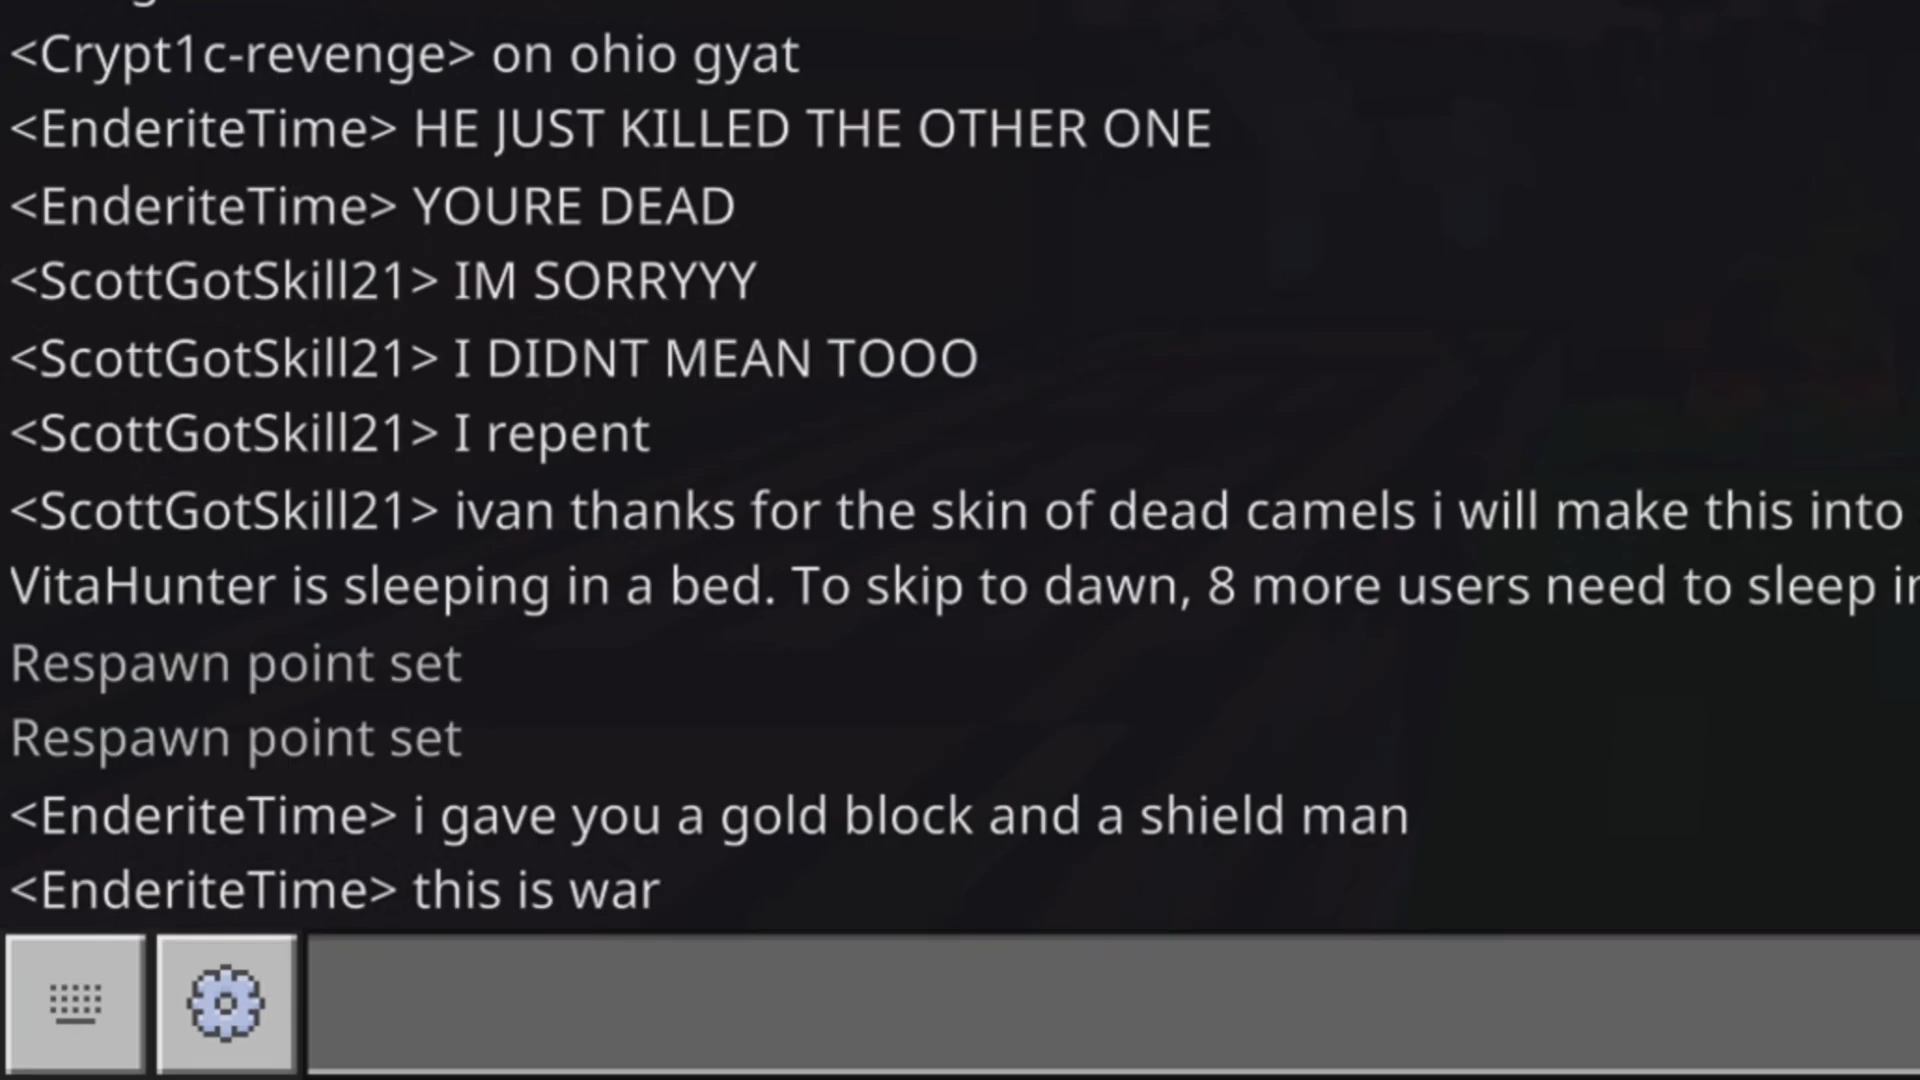 <Crypt1c-revenge> on ohio gyat
<EnderiteTime> HE JUST KILLED THE OTHER ONE
<EnderiteTime> YOURE DEAD
<ScottGotSkill21> IM SORRYYY
<ScottGotSkill21> I DIDNT MEAN TOOO
<ScottGotSkill21> I repent
<ScottGotSkill21> ivan thanks for the skin of dead camels i will make this into
VitaHunter is sleeping in a bed. To skip to dawn, 8 more users need to sleep
Respawn point set
Respawn point set
<EnderiteTime> i gave you a gold block and a shield man
<EnderiteTime> this is war